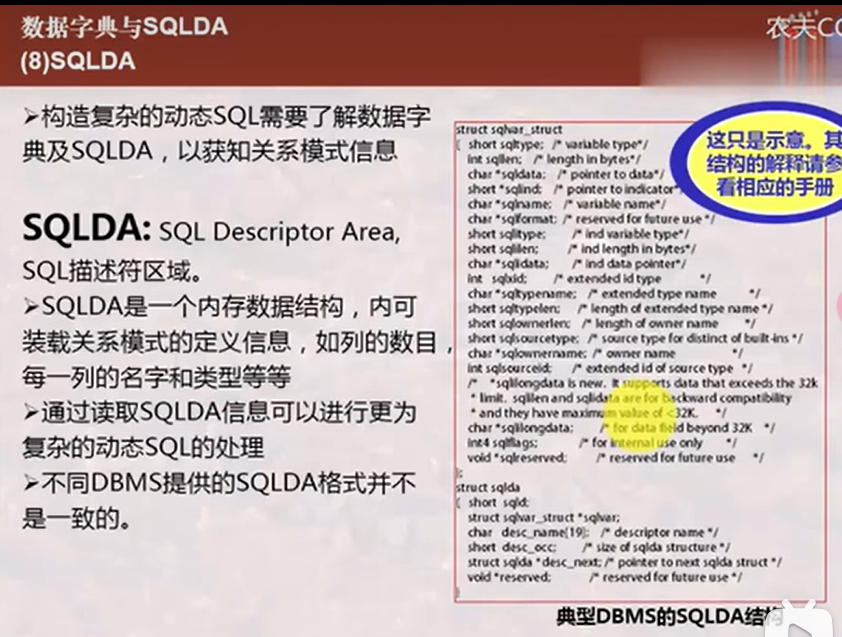 数据字典与SQLDA
(8)SQLDA
农夫CO
➢构造复杂的动态SQL需要了解数据字
典及SQLDA，以获知关系模式信息
SQLDA: SQL Descriptor Area,
SQL描述符区域。
➢SQLDA是一个内存数据结构，内可
装载关系模式的定义信息，如列的数目，
每一列的名字和类型等等
➢通过读取SQLDA信息可以进行更为
复杂的动态SQL的处理
➢不同DBMS提供的SQLDA格式并不
是一致的。
这只是示意。其
结构的解释请参
看相应的手册
struct sqlvar_struct
{ short sqltype; /* variable type*/
int sqllen; /* length in bytes*/
char *sqldata; /* pointer to data*/
short *sqlind; /* pointer to indicator*
char *sqlname; /* variable name*/
char *sqlformat; /* reserved for future use */
short sqlitype; /* ind variable type*/
short sqlilen; /* ind length in bytes*/
char *sqlidata; /* ind data pointer*/
int sqlxid; /* extended id type */
char *sqltypename; /* extended type name */
short sqltypelen; /* length of extended type name */
short sqlownerlen; /* length of owner name */
short sqlsourcetype; /* source type for distinct of built-ins */
char *sqlownername; /* owner name */
int sqlsourceid; /* extended id of source type */
/* *sqlilongdata is new. It supports data that exceeds the 32k
* limit. sqlilen and sqlidata are for backward compatibility
* and they have maximum value of <32K. */
char *sqlilongdata; /* for data field beyond 32K */
int4 sqlflags; /* for internal use only */
void *sqlreserved; /* reserved for future use */
};
struct sqlda
{ short sqld;
struct sqlvar_struct *sqlvar;
char desc_name[19]; /* descriptor name */
short desc_occ; /* size of sqlda structure */
struct sqlda *desc_next; /* pointer to next sqlda struct */
void *reserved; /* reserved for future use */
}
典型DBMS的SQLDA结构